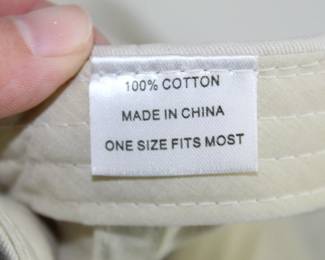 100% COTTON
MADE IN CHINA
ONE SIZE FITS MOST